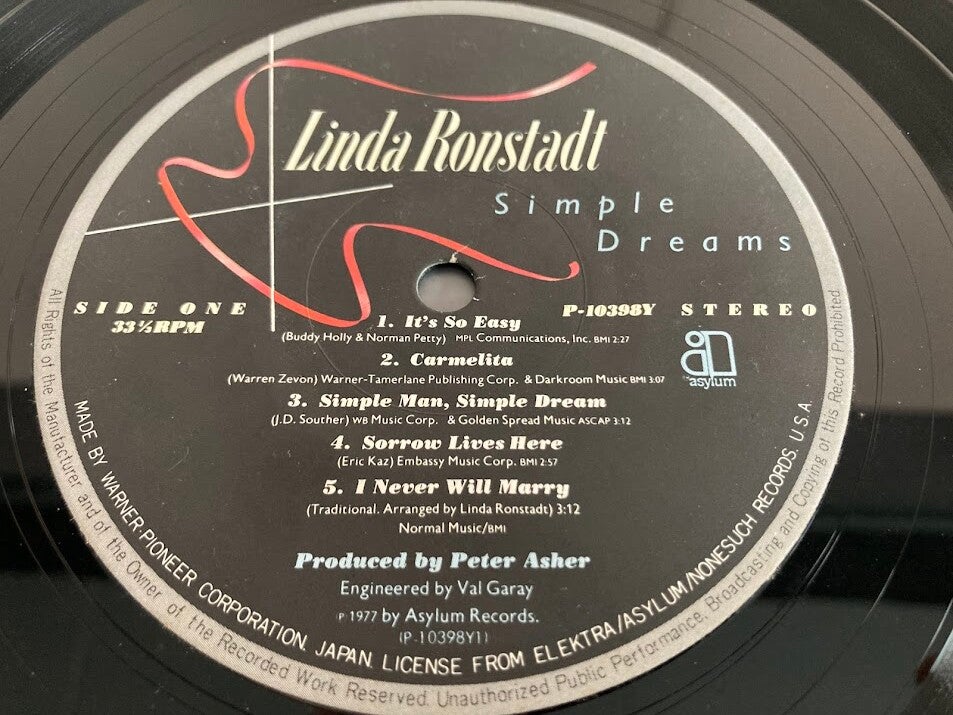 Linda Ronstadt
Simple
Dreams
SIDE ONE
33⅓RPM
P-10398Y STEREO
asylum
1. It's So Easy
(Buddy Holly & Norman Petty) MPL Communications, Inc. BMI 2:27
2. Carmelita
(Warren Zevon) Warner-Tamerlane Publishing Corp. & Darkroom Music BMI 3:07
3. Simple Man, Simple Dream
(J.D. Souther) WB Music Corp. & Golden Spread Music ASCAP 3:12
4. Sorrow Lives Here
(Eric Kaz) Embassy Music Corp. BMI 2:57
5. I Never Will Marry
(Traditional. Arranged by Linda Ronstadt) 3:12
Normal Music/BMI
Produced by Peter Asher
Engineered by Val Garay
℗ 1977 by Asylum Records.
(P-10398Y1)
MADE BY WARNER-PIONEER CORPORATION, JAPAN. LICENSE FROM ELEKTRA/ASYLUM/NONESUCH RECORDS, U.S.A.
All Rights of the Manufacturer and of the Owner of the Recorded Work Reserved. Unauthorized Public Performance, Broadcasting and Copying of this Record Prohibited.